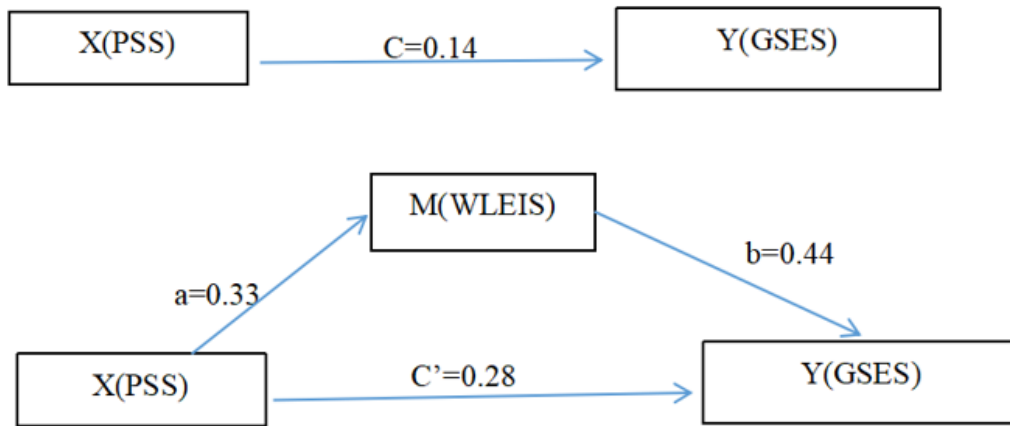 X(PSS)
C=0.14
Y(GSES)
M(WLEIS)
a=0.33
b=0.44
X(PSS)
C’=0.28
Y(GSES)